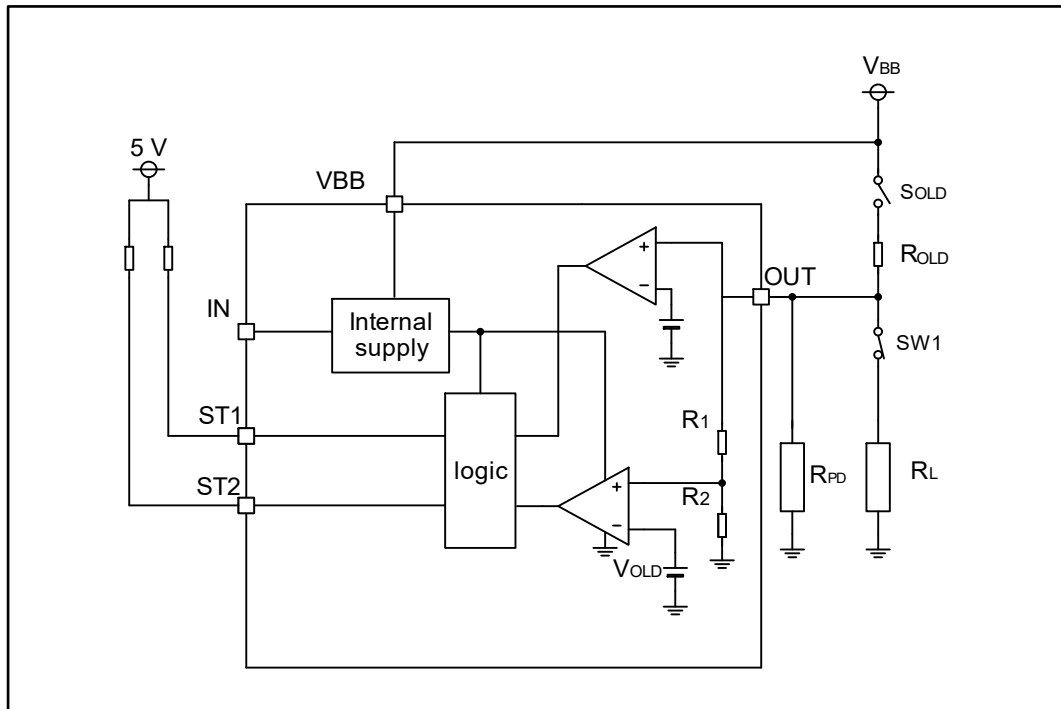 VBB
5 V
VBB
SOLD
ROLD
OUT
+
−
IN
Internal
supply
SW1
ST1
R1
logic
RPD
RL
ST2
+
R2
−
VOLD